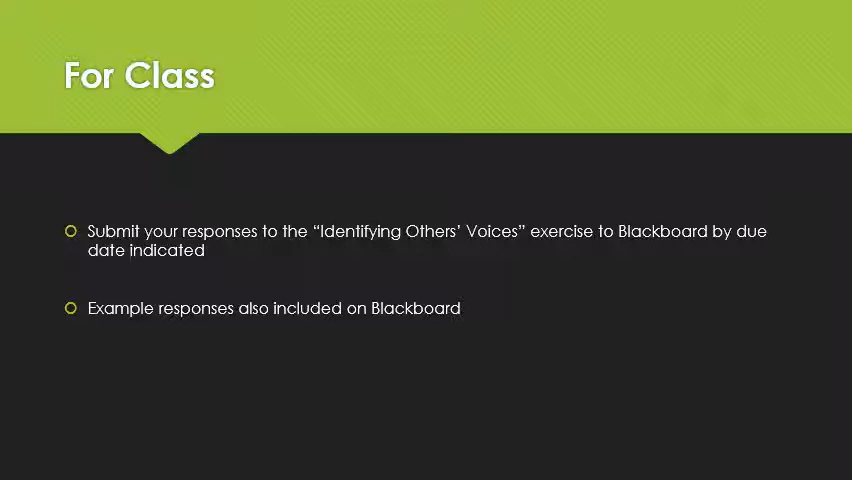 For Class
Submit your responses to the “Identifying Others’ Voices” exercise to Blackboard by due
date indicated
Example responses also included on Blackboard